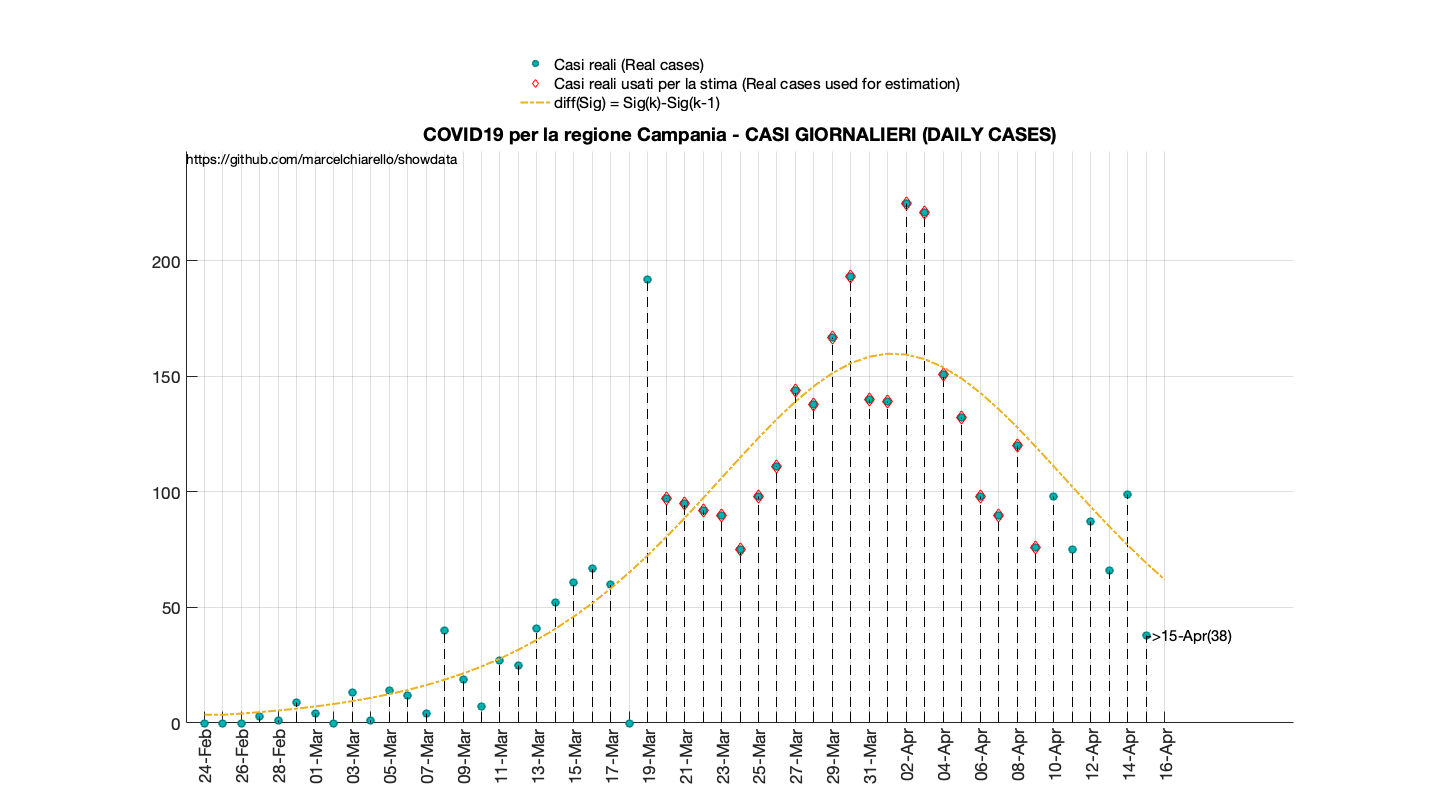 Casi reali (Real cases)
Casi reali usati per la stima (Real cases used for estimation)
diff(Sig) = Sig(k)-Sig(k-1)
COVID19 per la regione Campania - CASI GIORNALIERI (DAILY CASES)
https://github.com/marcelchiarello/showdata
200
150
100
50
0
->15-Apr(38)
24-Feb
26-Feb
28-Feb
01-Mar
03-Mar
05-Mar
07-Mar
09-Mar
11-Mar
13-Mar
15-Mar
17-Mar
19-Mar
21-Mar
23-Mar
25-Mar
27-Mar
29-Mar
31-Mar
02-Apr
04-Apr
06-Apr
08-Apr
10-Apr
12-Apr
14-Apr
16-Apr